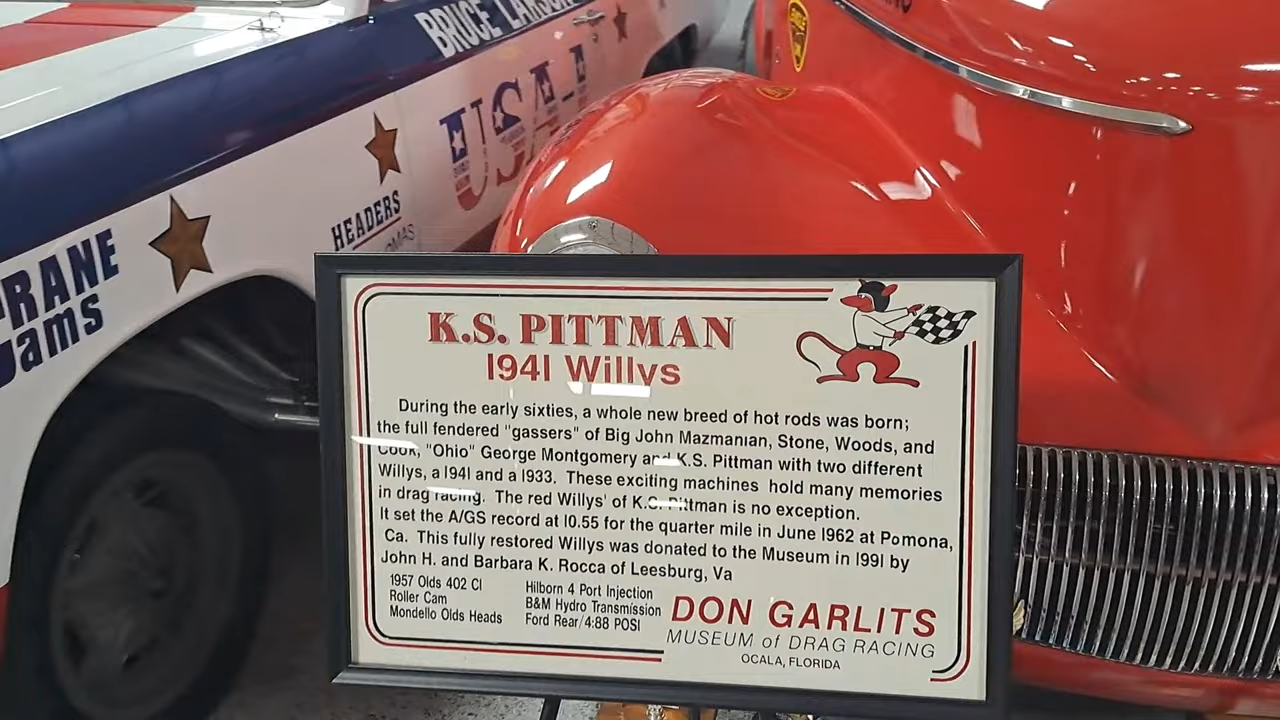 BRUCE LARSON
USA-1
HEADERS
RANE
ams
K.S. PITTMAN
1941 Willys
During the early sixties, a whole new breed of hot rods was born;
the full fendered "gassers" of Big John Mazmanian, Stone, Woods, and
Cook, "Ohio" George Montgomery and K.S. Pittman with two different
Willys, a 1941 and a 1933. These exciting machines hold many memories
in drag racing. The red Willys' of K.S. Pittman is no exception.
It set the A/GS record at 10.55 for the quarter mile in June 1962 at Pomona,
Ca. This fully restored Willys was donated to the Museum in 1991 by
John H. and Barbara K. Rocca of Leesburg, Va
1957 Olds 402 CI
Roller Cam
Mondello Olds Heads
Hilborn 4 Port Injection
B&M Hydro Transmission
Ford Rear/4:88 POSI
DON GARLITS
MUSEUM of DRAG RACING
OCALA, FLORIDA